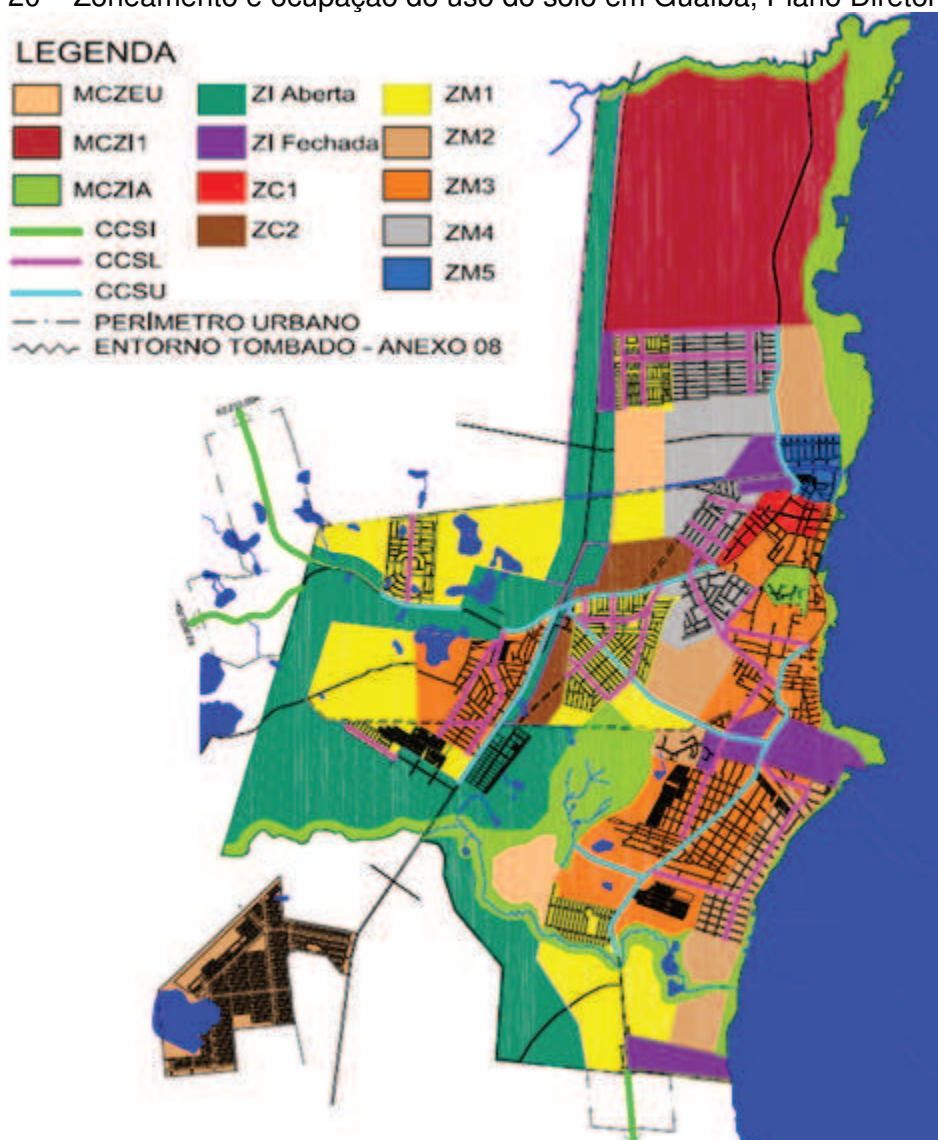 20 – Zoneamento e ocupação do uso do solo em Guaíba, Plano Diretor
LEGENDA
MCZEU
MCZI1
MCZIA
CCSI
CCSL
CCSU
PERÍMETRO URBANO
ENTORNO TOMBADO - ANEXO 08
ZI Aberta
ZI Fechada
ZC1
ZC2
ZM1
ZM2
ZM3
ZM4
ZM5